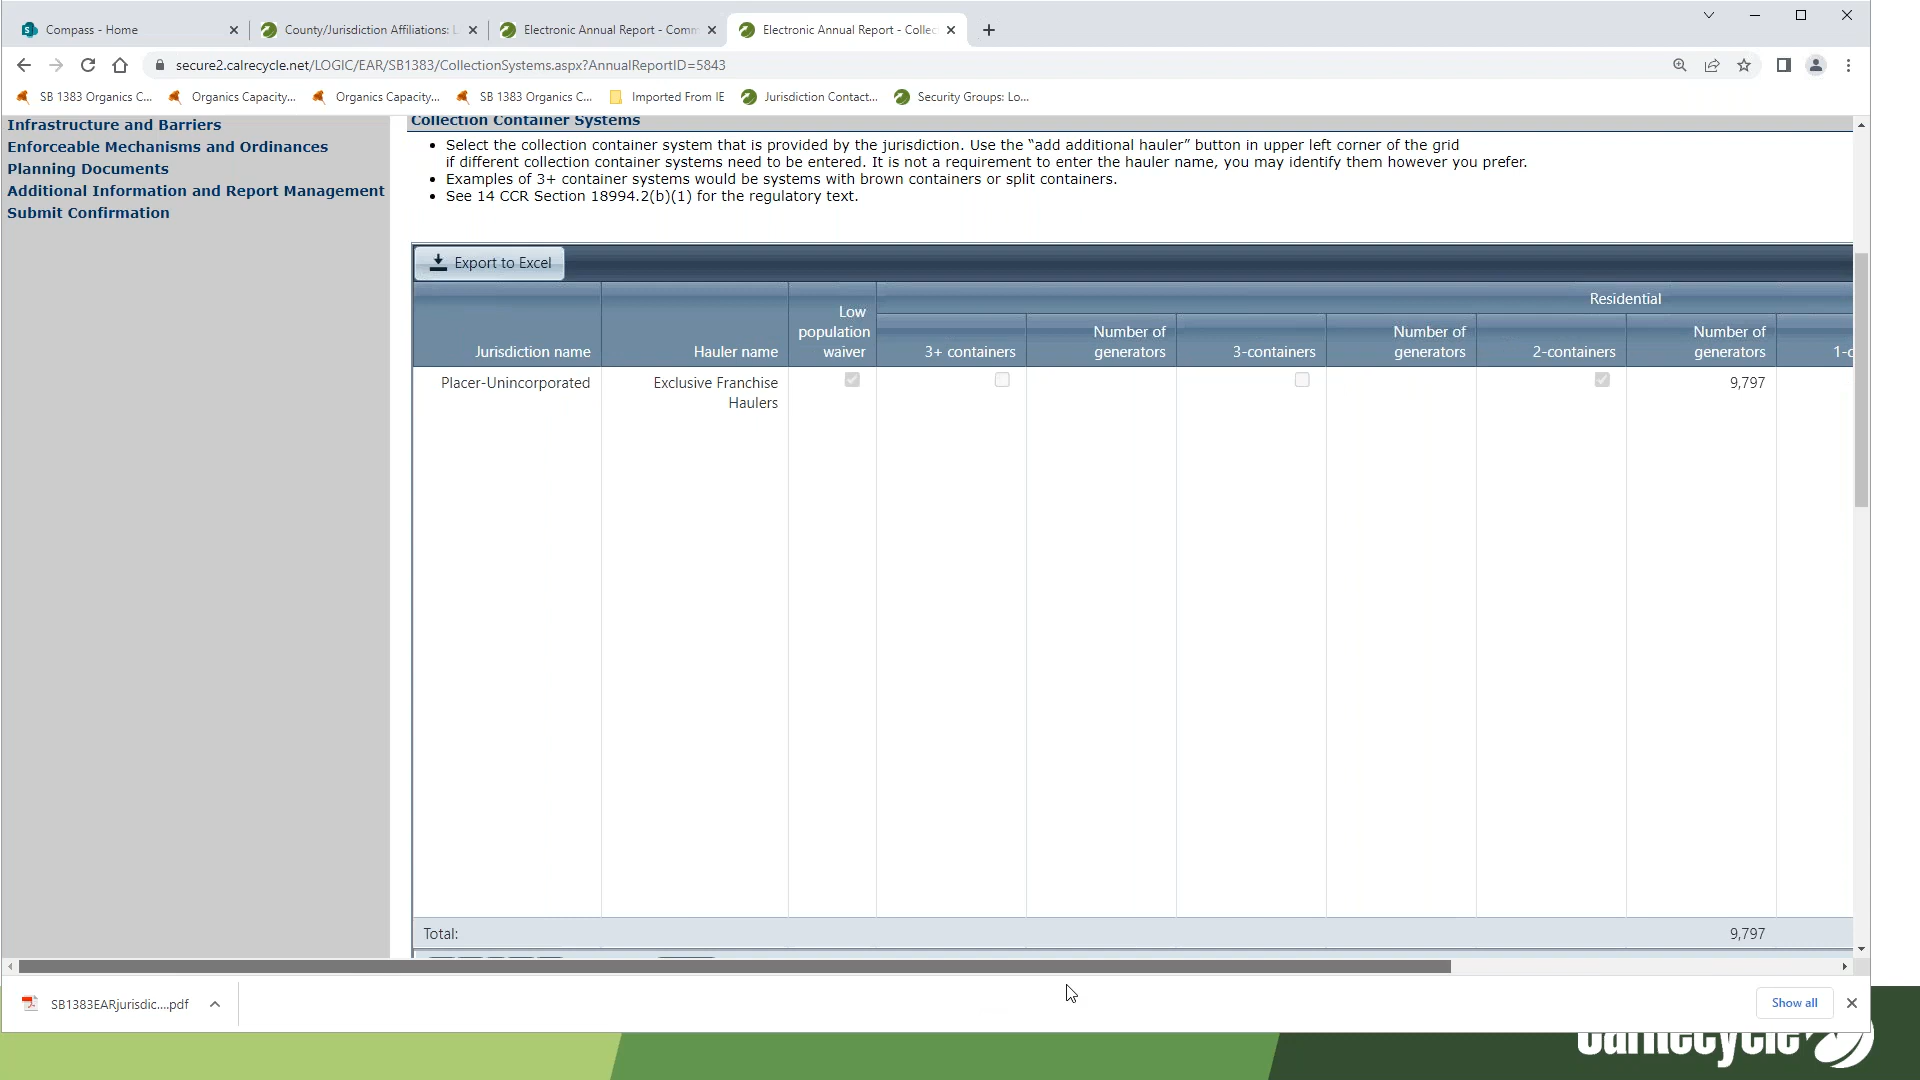 Compass - Home
County/Jurisdiction Affiliations: L
Electronic Annual Report - Comm
Electronic Annual Report - Collec
secure2.calrecycle.net/LOGIC/EAR/SB1383/CollectionSystems.aspx?AnnualReportID=5843
SB 1383 Organics C...
Organics Capacity...
Organics Capacity...
SB 1383 Organics C...
Imported From IE
Jurisdiction Contact...
Security Groups: Lo...
Infrastructure and Barriers
Enforceable Mechanisms and Ordinances
Planning Documents
Additional Information and Report Management
Submit Confirmation
Collection Container Systems
• Select the collection container system that is provided by the jurisdiction. Use the “add additional hauler” button in upper left corner of the grid
if different collection container systems need to be entered. It is not a requirement to enter the hauler name, you may identify them however you prefer.
• Examples of 3+ container systems would be systems with brown containers or split containers.
• See 14 CCR Section 18994.2(b)(1) for the regulatory text.
Export to Excel
Residential
Jurisdiction name
Hauler name
Low
population
waiver
3+ containers
Number of
generators
3-containers
Number of
generators
2-containers
Number of
generators
1-c
Placer-Unincorporated
Exclusive Franchise
Haulers
9,797
Total:
9,797
SB1383EARjurisdic....pdf
Show all
CalRecycle